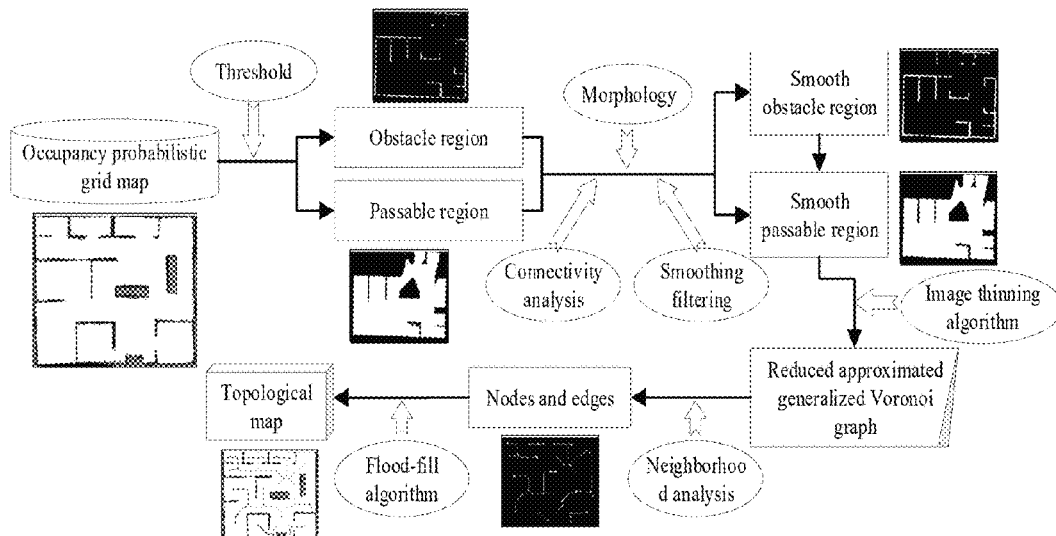 Threshold
Occupancy probabilistic
grid map
Obstacle region
Passable region
Morphology
Connectivity
analysis
Smoothing
filtering
Smooth
obstacle region
Smooth
passable region
Image thinning
algorithm
Reduced approximated
generalized Voronoi
graph
Neighborhoo
d analysis
Nodes and edges
Flood-fill
algorithm
Topological
map